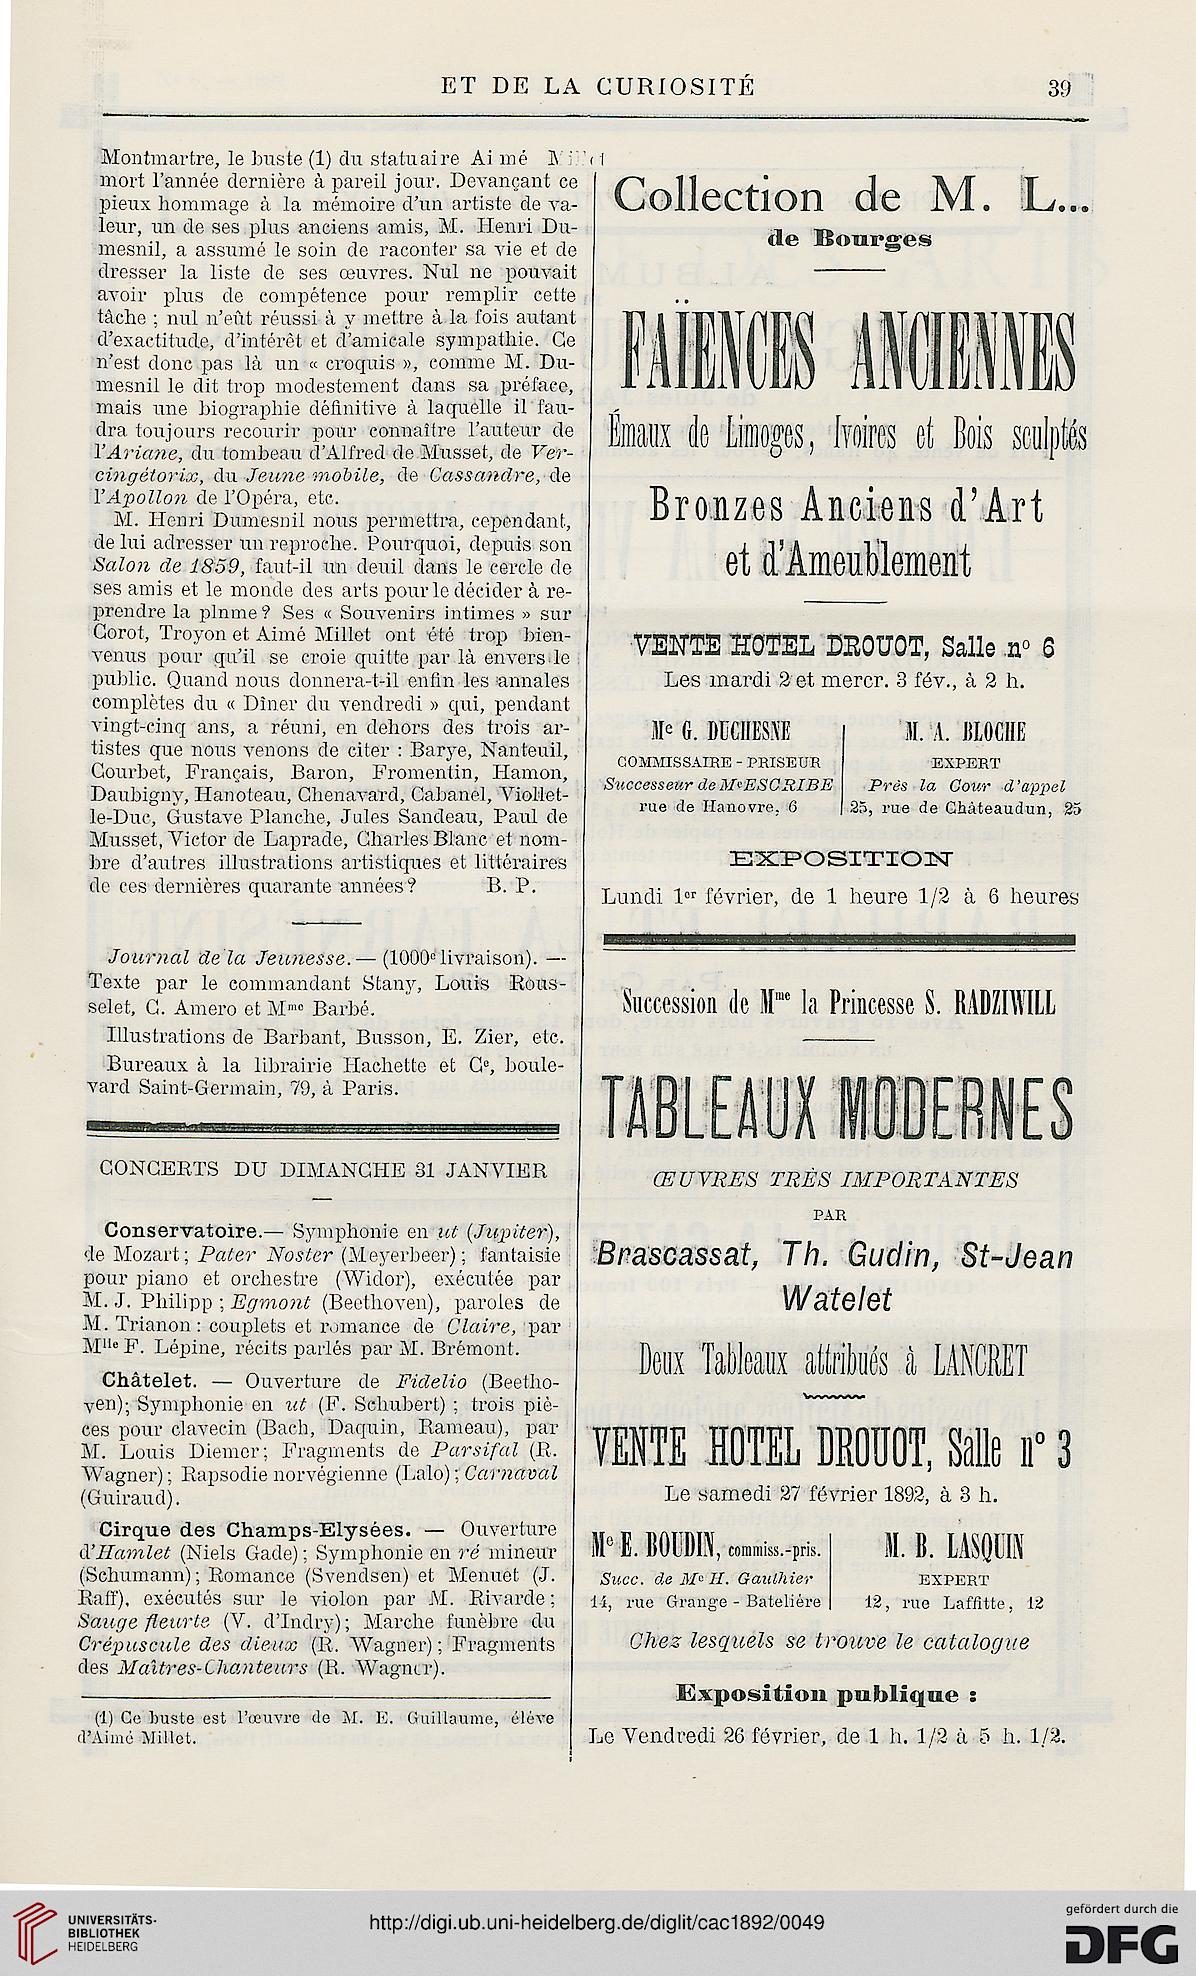 ET DE LA CURIOSITÉ
39
Montmartre, le buste (1) du statuaire Aimé Millet
mort l'année dernière à pareil jour. Devançant ce
pieux hommage à la mémoire d'un artiste de va-
leur, un de ses plus anciens amis, M. Henri Du-
mesnil, a assumé le soin de raconter sa vie et de
dresser la liste de ses œuvres. Nul ne pouvait
avoir plus de compétence pour remplir cette
tâche ; nul n'eût réussi à y mettre à la fois autant
d'exactitude, d'intérêt et d'amicale sympathie. Ce
n'est donc pas là un « croquis », comme M. Du-
mesnil le dit trop modestement dans sa préface,
mais une biographie définitive à laquelle il fau-
dra toujours recourir pour connaître l'auteur de
l'Ariane, du tombeau d'Alfred de Musset, de Ver-
cingétorix, du Jeune mobile, de Cassandre, de
l'Apollon de l'Opéra, etc.
M. Henri Dumesnil nous permettra, cependant,
de lui adresser un reproche. Pourquoi, depuis son
Salon de 1859, faut-il un deuil dans le cercle de
ses amis et le monde des arts pour le décider à re-
prendre la plnme? Ses « Souvenirs intimes » sur
Corot, Troyon et Aimé Millet ont été trop bien-
venus pour qu'il se croie quitte par là envers le
public. Quand nous donnera-t-il enfin les annales
complètes du « Dîner du vendredi » qui, pendant
vingt-cinq ans, a réuni, en dehors des trois ar-
tistes que nous venons de citer : Barye, Nanteuil,
Courbet, Français, Baron, Fromentin, Hamon,
Daubigny, Hanoteau, Chenavard, Cabanel, Viollet-
le-Duc, Gustave Planche, Jules Sandeau, Paul de
Musset, Victor de Laprade, Charles Blanc et nom-
bre d'autres illustrations artistiques et littéraires
de ces dernières quarante années? B. P.
Journal de la Jeunesse. — (1000e livraison). —
Texte par le commandant Stany, Louis Rous-
selet, C. Amero et Mme Barbé.
Illustrations de Barbant, Busson, E. Zier, etc.
Bureaux à la librairie Hachette et Ce, boule-
vard Saint-Germain, 79, à Paris.
CONCERTS DU DIMANCHE 31 JANVIER
Conservatoire.— Symphonie en ut (Jupiter),
de Mozart ; Pater Noster (Meyerbeer) ; fantaisie
pour piano et orchestre (Widor), exécutée par
M. J. Philipp ; Egmont (Beethoven), paroles de
M. Trianon : couplets et romance de Claire, par
Mlle F. Lépine, récits parlés par M. Brémont.
Châtelet. — Ouverture de Fidelio (Beetho-
ven); Symphonie en ut (F. Schubert) ; trois piè-
ces pour clavecin (Bach, Daquin, Rameau), par
M. Louis Diemer; Fragments de Parsifal (R.
Wagner) ; Rapsodie norvégienne (Lalo) ; Carnaval
(Guiraud).
Cirque des Champs-Elysées. — Ouverture
d'Hamlet (Niels Gade) ; Symphonie en ré mineur
(Schumann) ; Romance (Svendsen) et Menuet (J.
Raff), exécutés sur le violon par M. Rivarde ;
Sauge fleurte (V. d'Indry); Marche funèbre du
Crépuscule des dieux (R. Wagner) ; Fragments
des Maîtres-Chanteurs (R. Wagner).
(1) Ce buste est l'œuvre de M. E. Guillaume, élève
d'Aimé Millet.
Collection de M. L...
de Bourges
FAÏENCES ANCIENNES
Émaux de Limoges, Ivoires et Bois sculptés
Bronzes Anciens d'Art
et d'Ameublement
VENTE HOTEL DROUOT, Salle n° 6
Les mardi 2 et mercr. 3 fév., à 2 h.
Me G. DUCHESNE
COMMISSAIRE-PRISEUR
Successeur de Me ESCRIBE
rue de Hanovre, 6
M. A. BLOCHE
EXPERT
Près la Cour d'appel
25, rue de Châteaudun, 25
EXPOSITION
Lundi 1er février, de 1 heure 1/2 à 6 heures
Succession de Mme la Princesse S. RADZIWILL
TABLEAUX MODERNES
ŒUVRES TRÈS IMPORTANTES
PAR
Brascassat, Th. Gudin, St-Jean
Watelet
Deux Tableaux attribués à LANCRET
VENTE HOTEL DROUOT, Salle n° 3
Le samedi 27 février 1892, à 3 h.
Me E. BOUDIN, commiss.-pris.
Succ. de Me H. Gauthier
14, rue Grange-Batelière
M. B. LASQUIN
EXPERT
12, rue Laffitte, 12
Chez lesquels se trouve le catalogue
Exposition publique :
Le Vendredi 26 février, de 1 h. 1/2 à 5 h. 1/2.
UNIVERSITÄTS-
BIBLIOTHEK
HEIDELBERG
http://digi.ub.uni-heidelberg.de/diglit/cac1892/0049
gefördert durch die
DFG